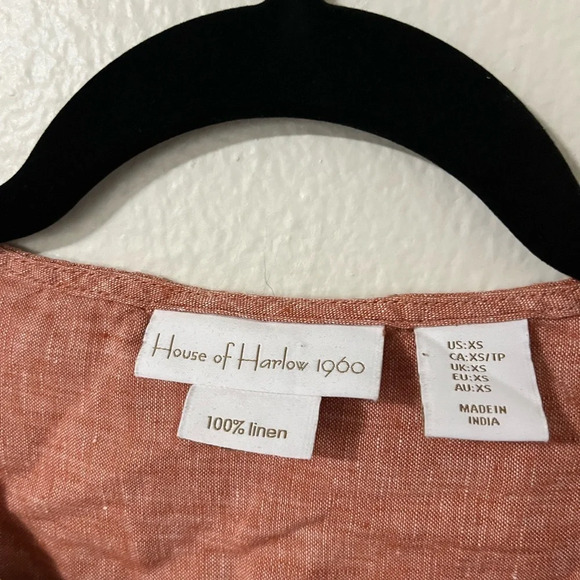 House of Harlow 1960
100% linen
US:XS
CA:XS/TP
UK:XS
EU:XS
AU:XS
MADE IN
INDIA